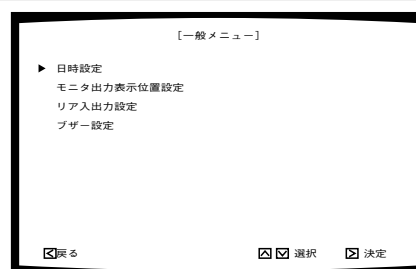 [一般メニュー]
▶ 日時設定
モニタ出力表示位置設定
リア入出力設定
ブザー設定
戻る 選択 決定